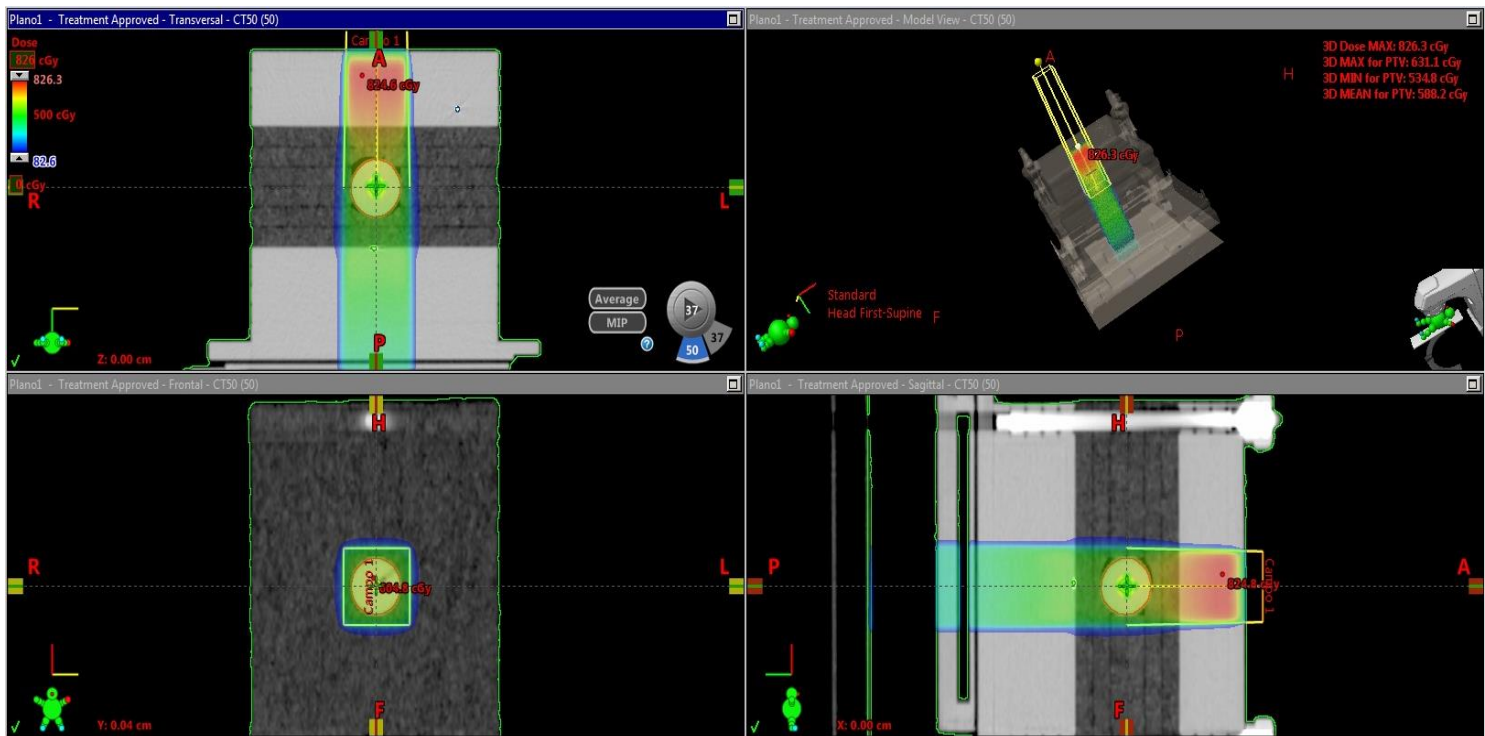 Plano1 - Treatment Approved - Transversal - CT50 (50)
Dose
826 cGy
826.3
500 cGy
82.6
0 cGy
Campo 1
A
824.6 cGy
R
L
P
Average
MIP
37
37
50
Z: 0.00 cm
Plano1 - Treatment Approved - Model View - CT50 (50)
3D Dose MAX: 826.3 cGy
3D MAX for PTV: 631.1 cGy
3D MIN for PTV: 534.8 cGy
3D MEAN for PTV: 588.2 cGy
A
H
826.3 cGy
Standard
Head First-Supine
F
P
Plano1 - Treatment Approved - Frontal - CT50 (50)
H
R
L
Campo 1
F
Y: 0.04 cm
Plano1 - Treatment Approved - Sagittal - CT50 (50)
H
P
A
824.8 cGy
Campo 1
F
X: 0.00 cm